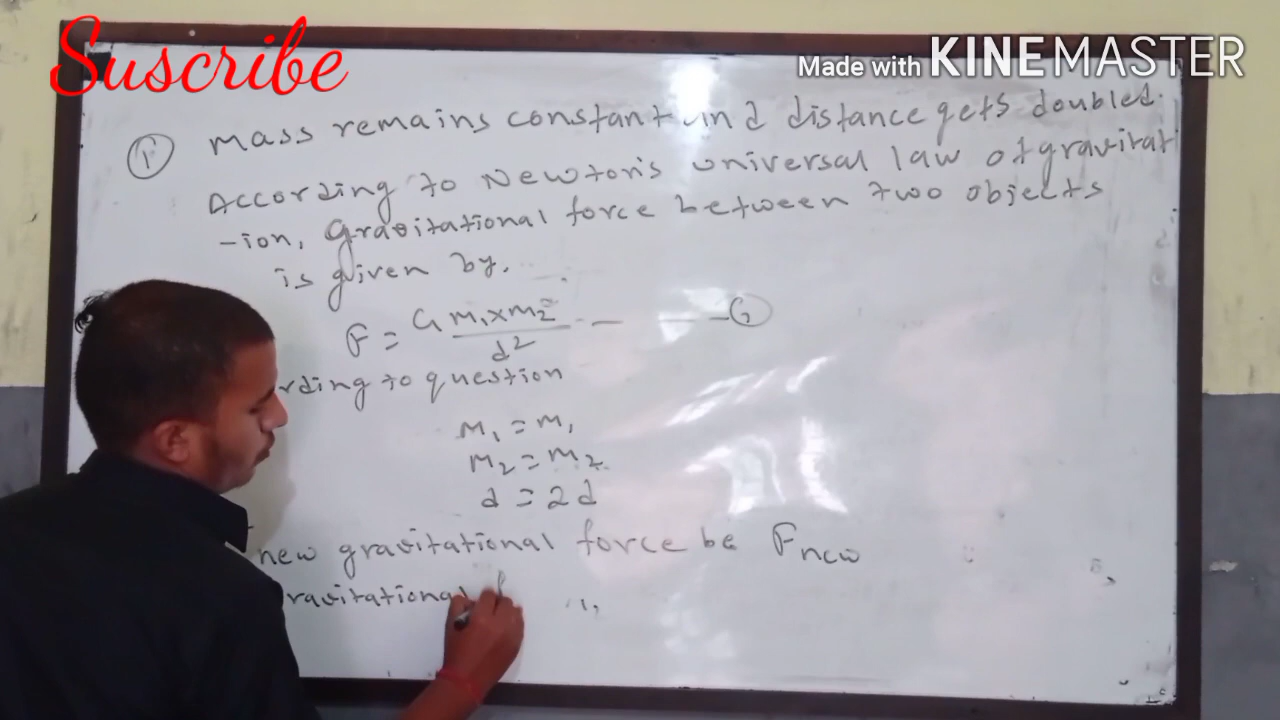 Suscribe
Made with KINEMASTER
① mass remains constant and distance gets doubled.
According to Newton's universal law of gravitat
-ion, Gravitational force between two objects
is given by,
F = G m₁×m₂ / d² - — —
rding to question
m₁ = m₁
m₂ = m₂
d = 2d
new gravitational force be Fnew
ravitational